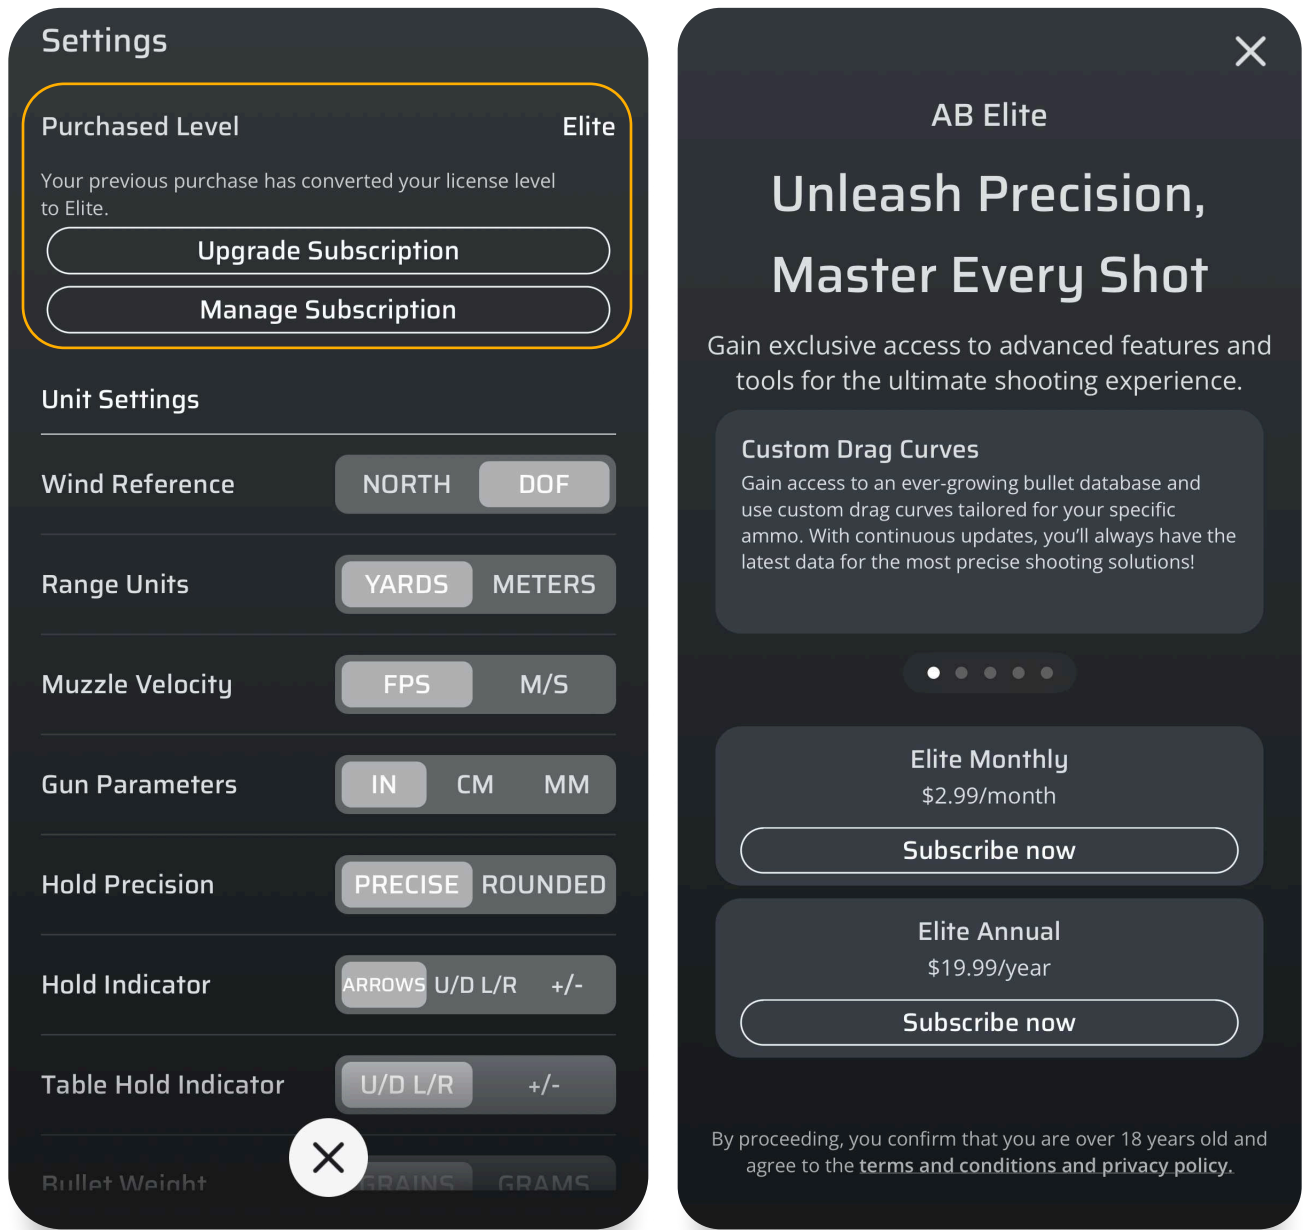 Settings
Purchased Level Elite
Your previous purchase has converted your license level
to Elite.
Upgrade Subscription
Manage Subscription
Unit Settings
Wind Reference NORTH DOF
Range Units YARDS METERS
Muzzle Velocity FPS M/S
Gun Parameters IN CM MM
Hold Precision PRECISE ROUNDED
Hold Indicator ARROWS U/D L/R +/-
Table Hold Indicator U/D L/R +/-
Bullet Weight GRAINS GRAMS
AB Elite
Unleash Precision,
Master Every Shot
Gain exclusive access to advanced features and
tools for the ultimate shooting experience.
Custom Drag Curves
Gain access to an ever-growing bullet database and
use custom drag curves tailored for your specific
ammo. With continuous updates, you’ll always have the
latest data for the most precise shooting solutions!
Elite Monthly
$2.99/month
Subscribe now
Elite Annual
$19.99/year
Subscribe now
By proceeding, you confirm that you are over 18 years old and
agree to the terms and conditions and privacy policy.